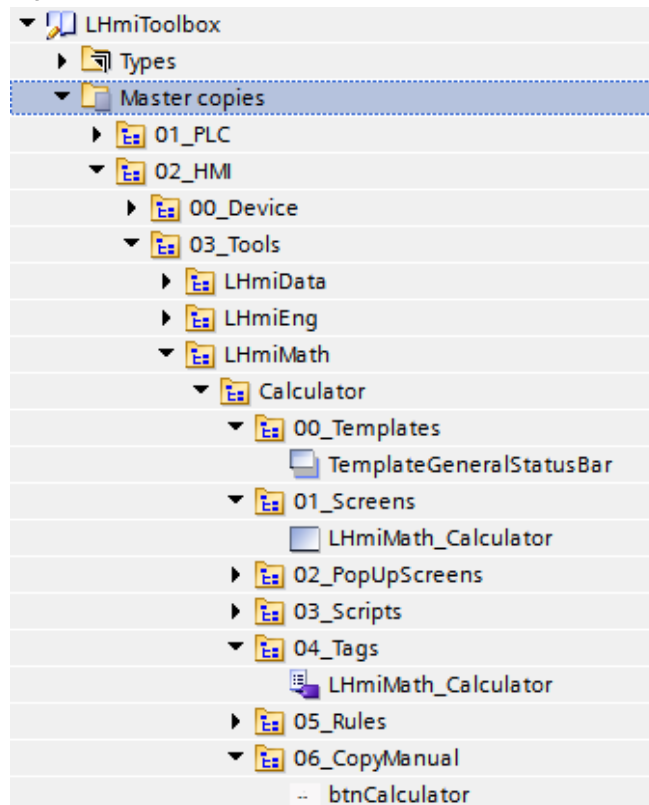 LHmiToolbox
Types
Master copies
01_PLC
02_HMI
00_Device
03_Tools
LHmiData
LHmiEng
LHmiMath
Calculator
00_Templates
TemplateGeneralStatusBar
01_Screens
LHmiMath_Calculator
02_PopUpScreens
03_Scripts
04_Tags
LHmiMath_Calculator
05_Rules
06_CopyManual
btnCalculator